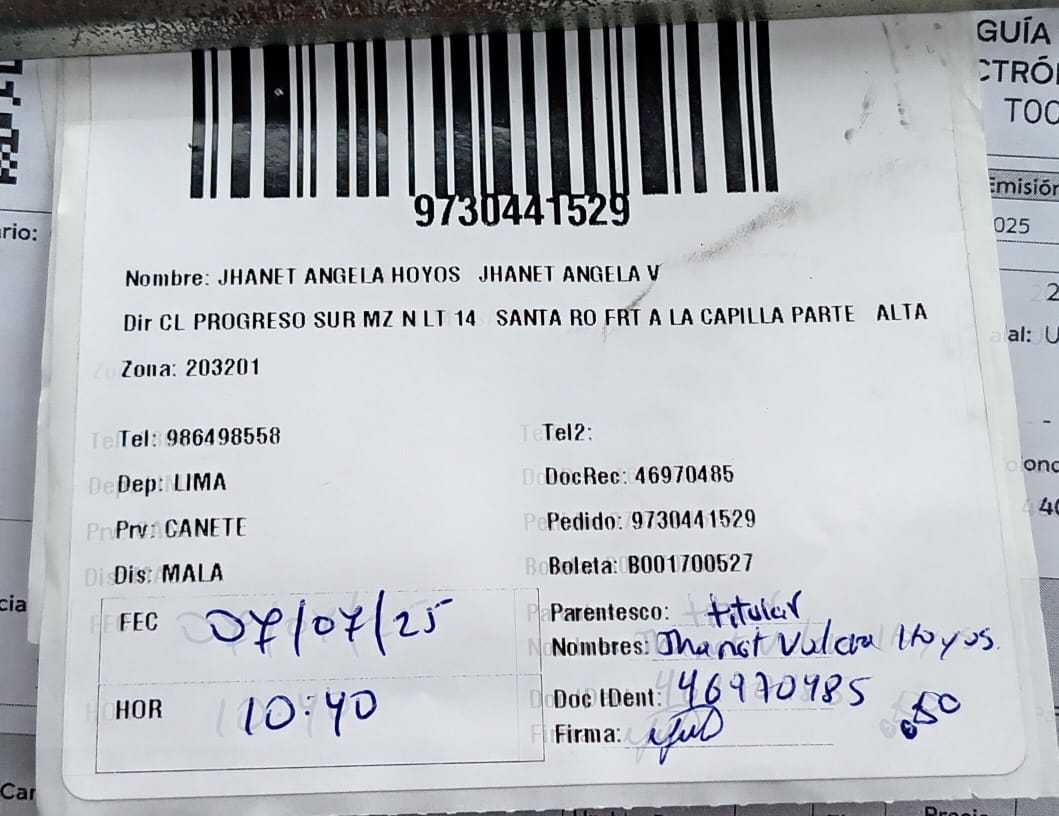 GUÍA
T00
Emisión
025
9730441529
rio:
Nombre: JHANET ANGELA HOYOS JHANET ANGELA V
Dir CL PROGRESO SUR MZ N LT 14 SANTA RO FRT A LA CAPILLA PARTE ALTA
al: U
Zona: 203201
Tel: 986498558
Tel2:
Dep: LIMA
DocRec: 46970485
Prv: CANETE
Pedido: 9730441529
Dis: MALA
Boleta: B001700527
cia
FEC 07/07/25
Parentesco: titular
Nombres: Jhanet Valera Hoyos.
HOR 10:40
Doc IDent: 46970485
.50
Firma:
Car
Precio